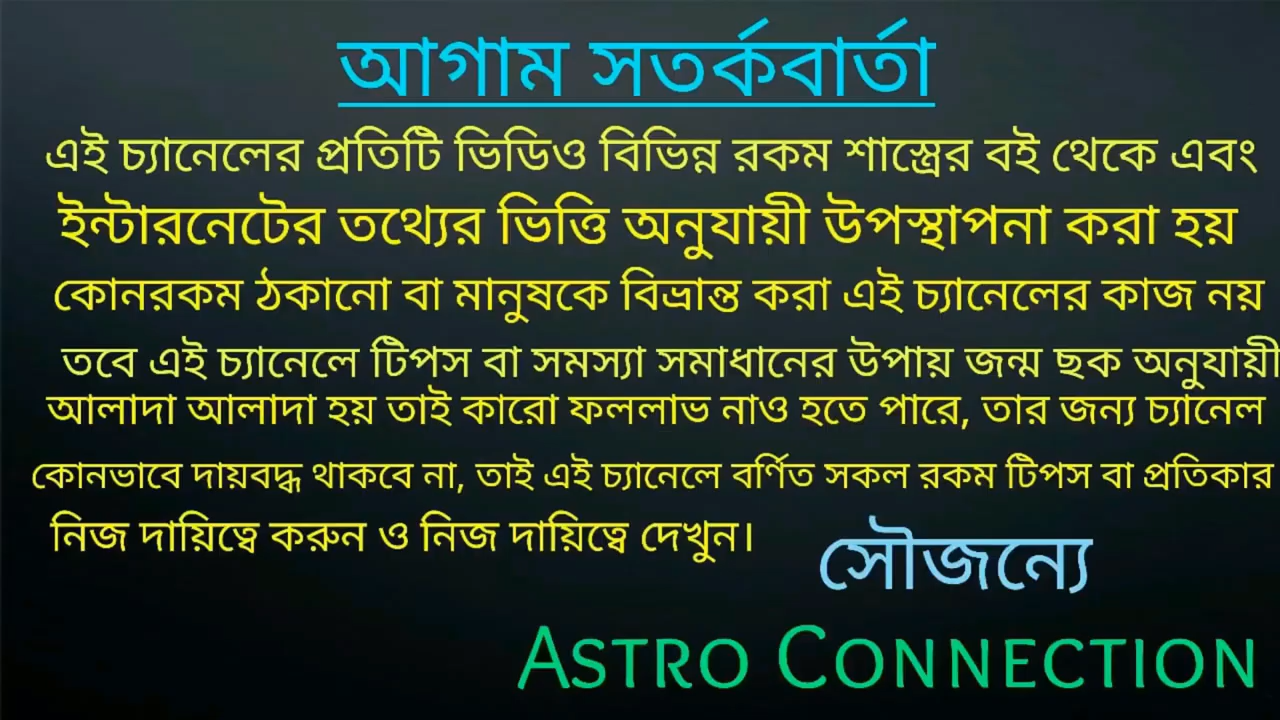 আগাম সতর্কবার্তা
এই চ্যানেলের প্রতিটি ভিডিও বিভিন্ন রকম শাস্ত্রের বই থেকে এবং
ইন্টারনেটের তথ্যের ভিত্তি অনুযায়ী উপস্থাপনা করা হয়
কোনরকম ঠকানো বা মানুষকে বিভ্রান্ত করা এই চ্যানেলের কাজ নয়
তবে এই চ্যানেলে টিপস বা সমস্যা সমাধানের উপায় জন্ম ছক অনুযায়ী
আলাদা আলাদা হয় তাই কারো ফললাভ নাও হতে পারে, তার জন্য চ্যানেল
কোনভাবে দায়বদ্ধ থাকবে না, তাই এই চ্যানেলে বর্ণিত সকল রকম টিপস বা প্রতিকার
নিজ দায়িত্বে করুন ও নিজ দায়িত্বে দেখুন।
সৌজন্যে
ASTRO CONNECTION